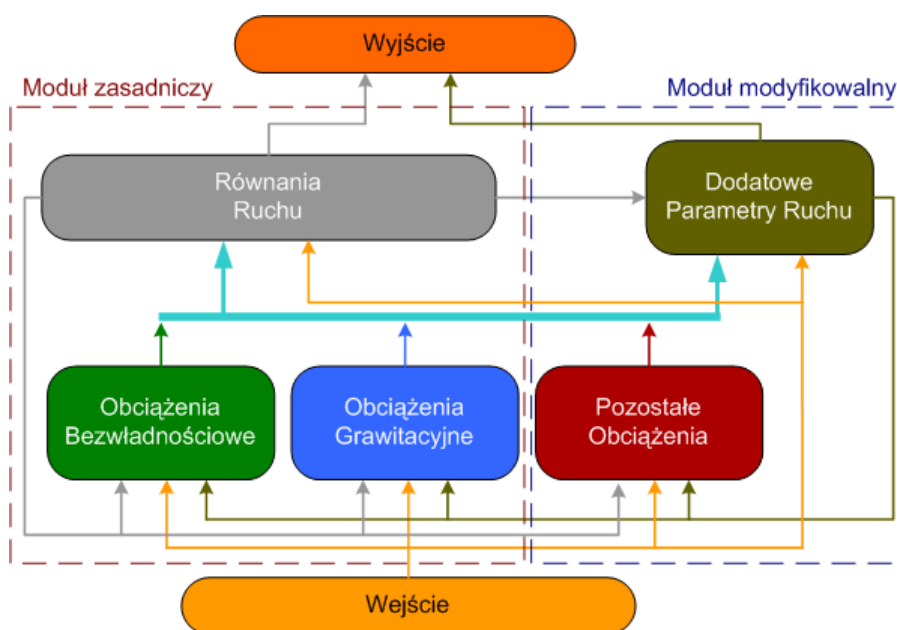 Wyjście
Moduł zasadniczy
Moduł modyfikowalny
Równania
Ruchu
Dodatowe
Parametry Ruchu
Obciążenia
Bezwładnościowe
Obciążenia
Grawitacyjne
Pozostałe
Obciążenia
Wejście